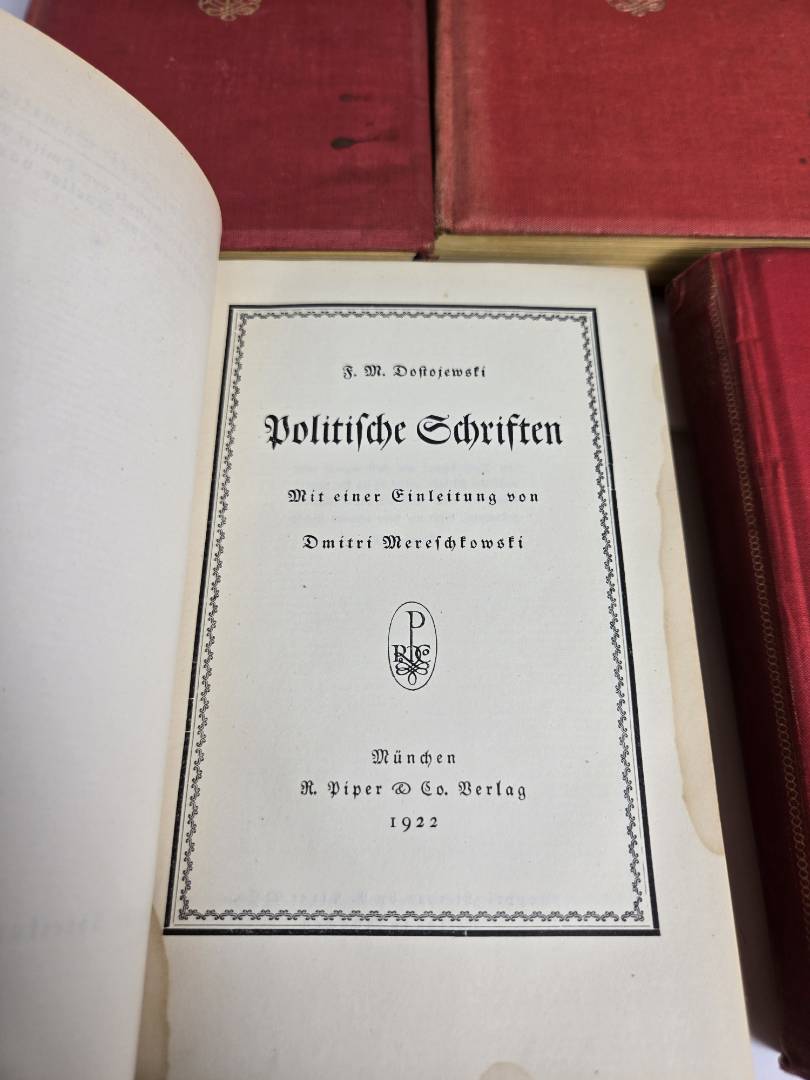 F. M. Dostojewski
Politische Schriften
Mit einer Einleitung von
Dmitri Mereschkowski
P
R P C
München
R. Piper & Co. Verlag
1922